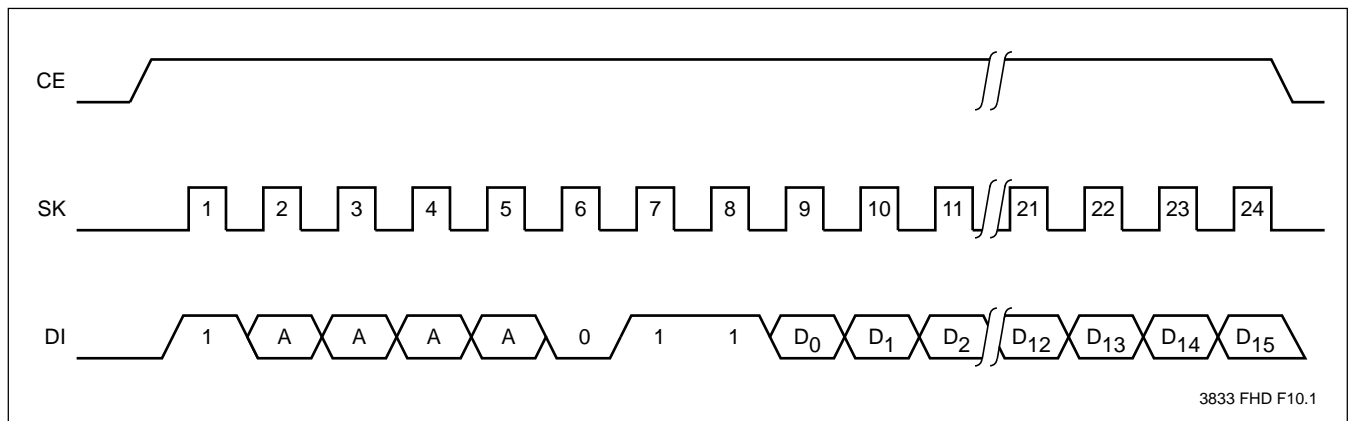 CE
SK 1 2 3 4 5 6 7 8 9 10 11 21 22 23 24
DI 1 A A A A 0 1 1 D0 D1 D2 D12 D13 D14 D15
3833 FHD F10.1